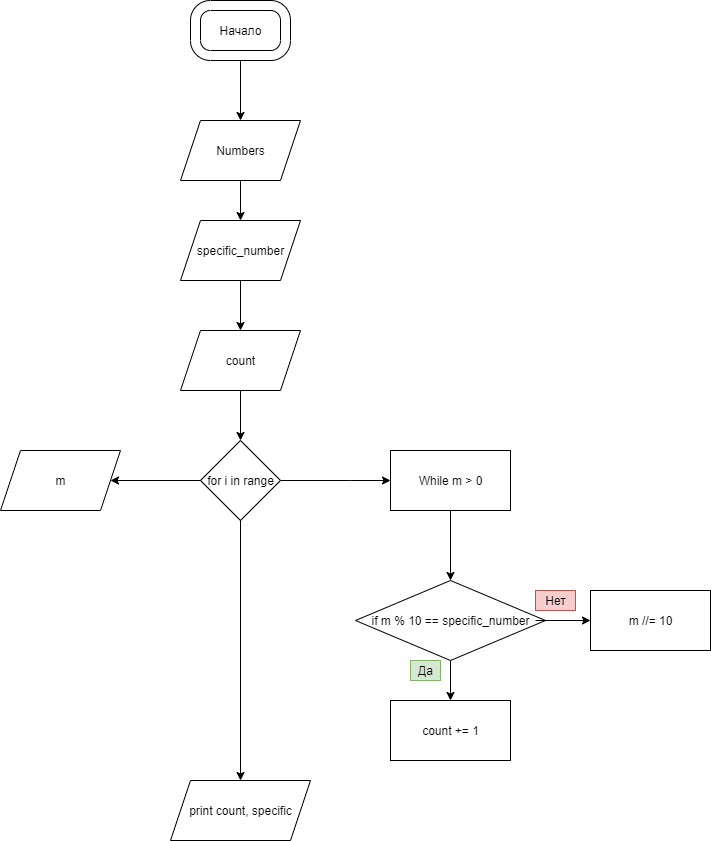 Начало
Numbers
specific_number
count
m
for i in range
While m > 0
Нет
if m % 10 == specific_number
m //= 10
Да
count += 1
print count, specific